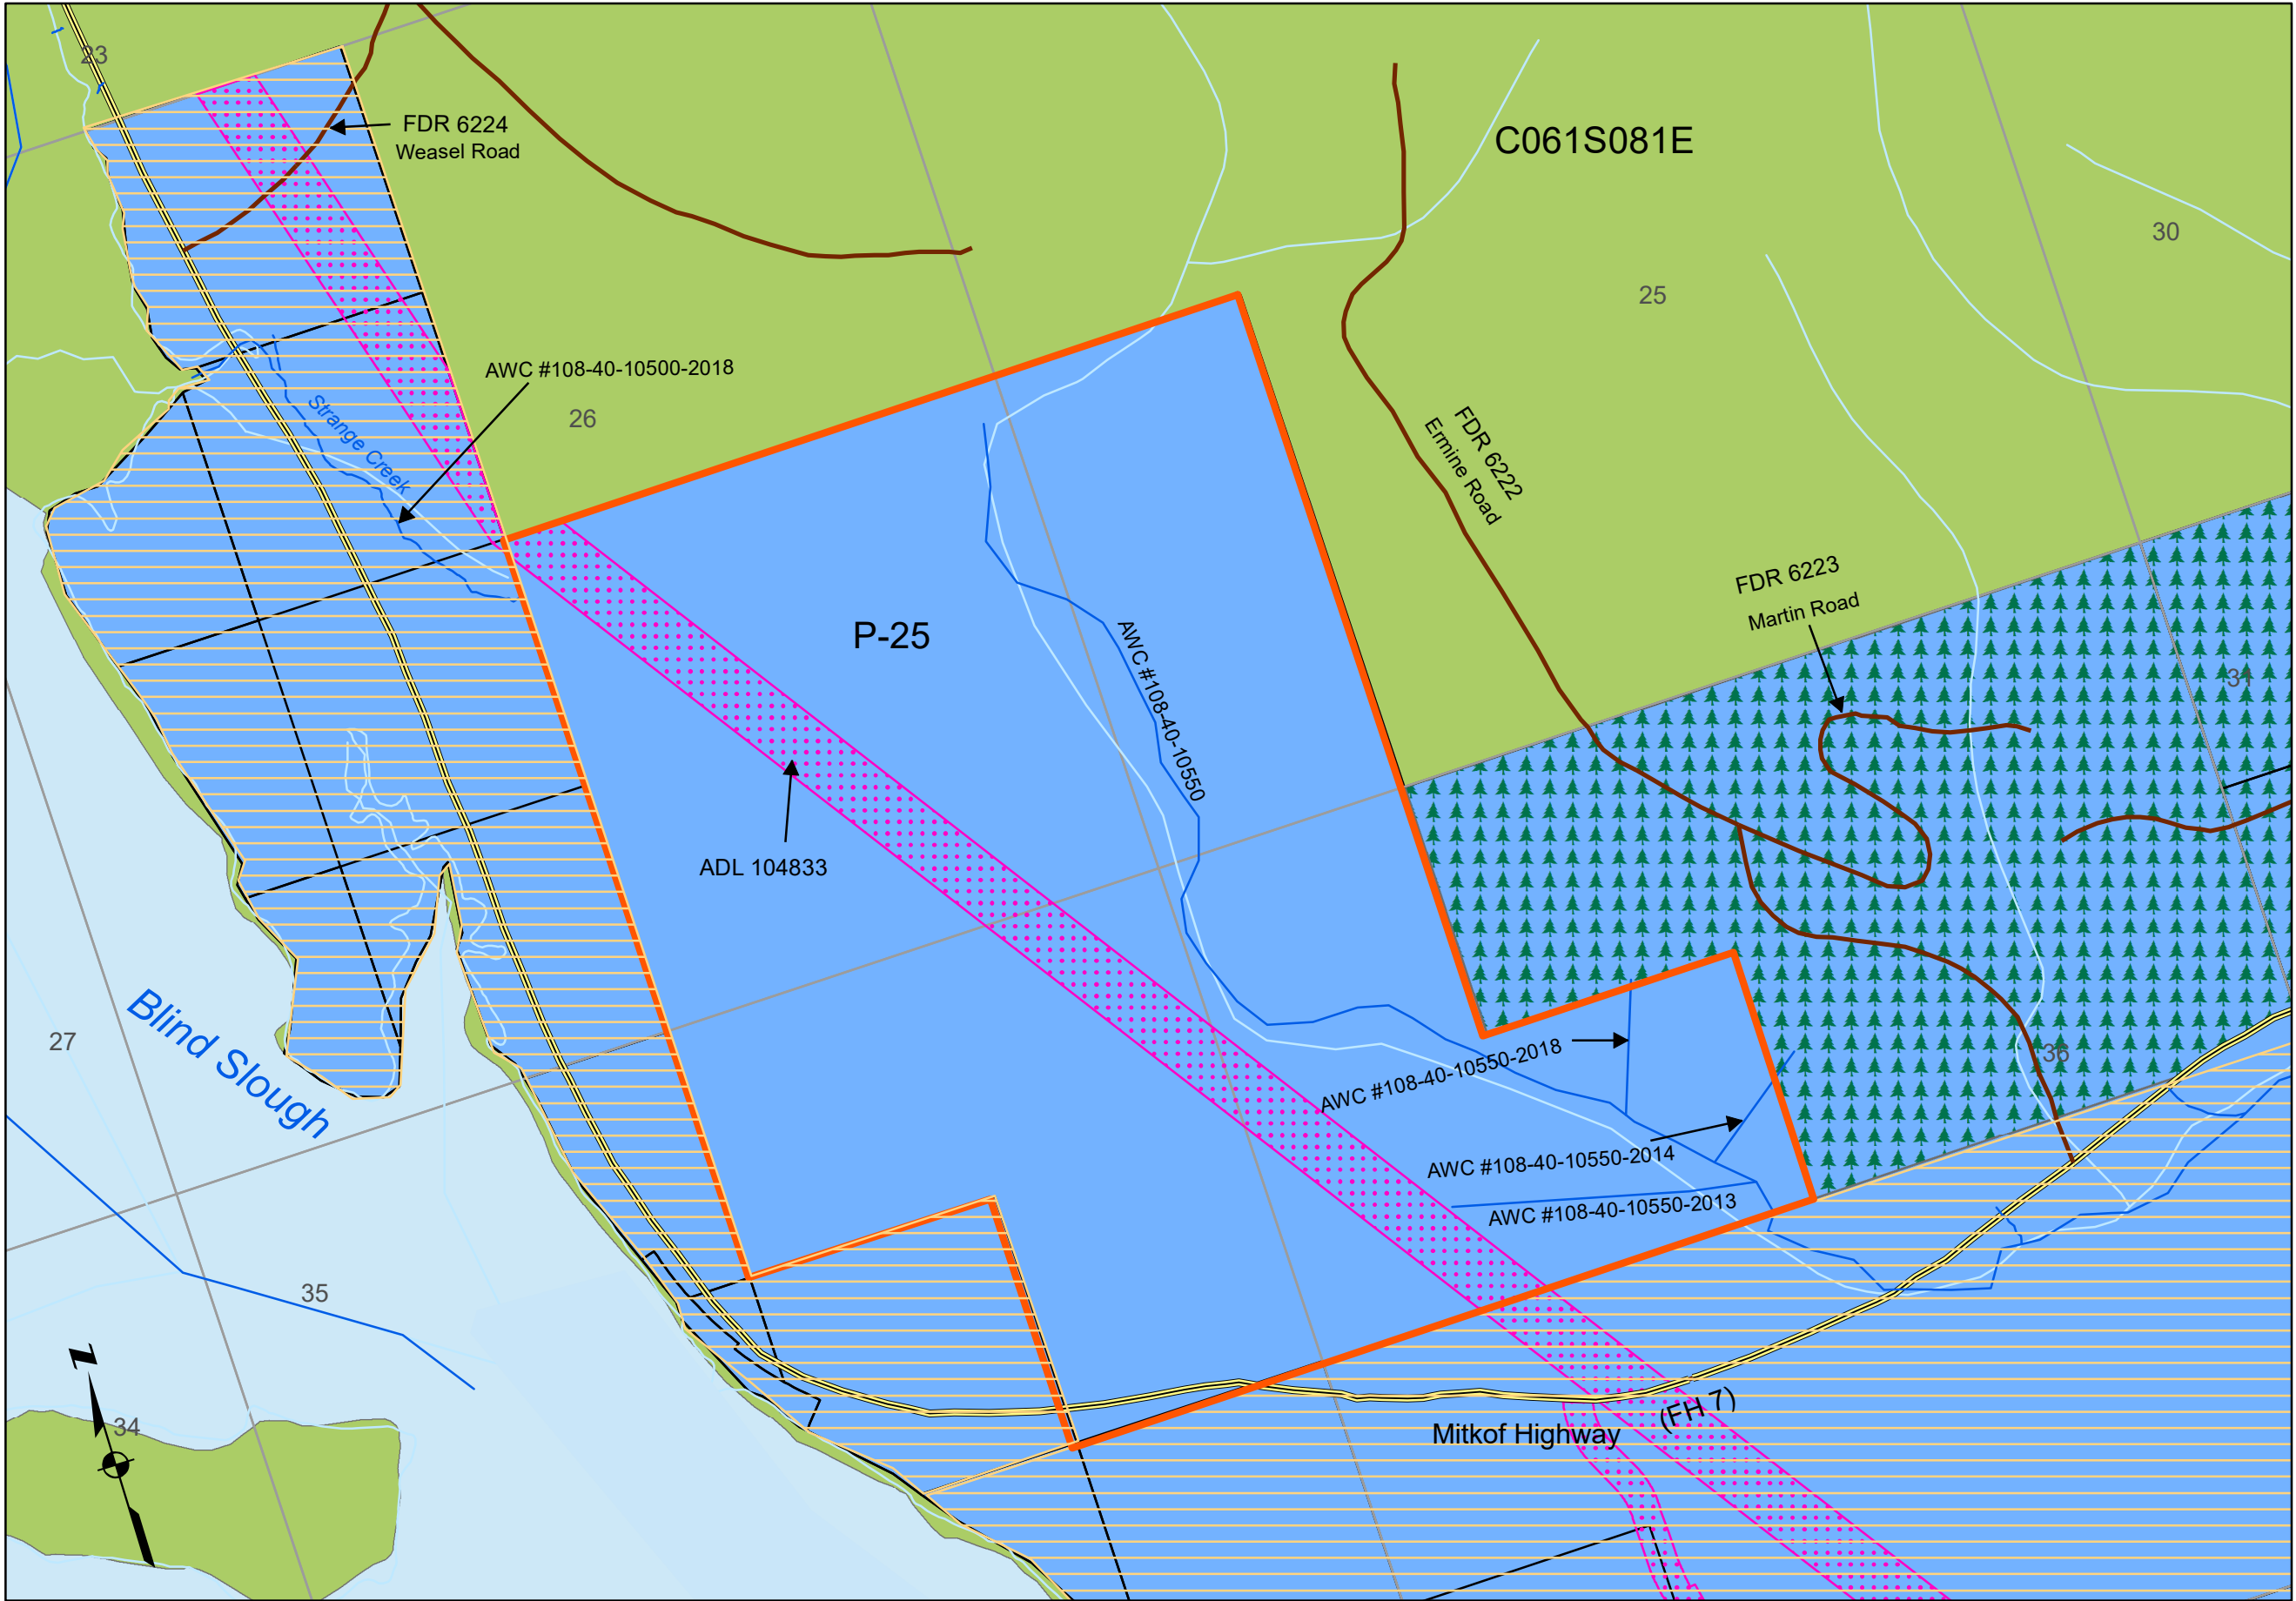 23
FDR 6224
Weasel Road
C061S081E
30
25
AWC #108-40-10500-2018
26
Strange Creek
FDR 6222
Ermine Road
FDR 6223
Martin Road
P-25
AWC #108-40-10550
31
ADL 104833
Blind Slough
27
AWC #108-40-10550-2018
36
AWC #108-40-10550-2014
AWC #108-40-10550-2013
35
N
34
Mitkof Highway
(FH 7)